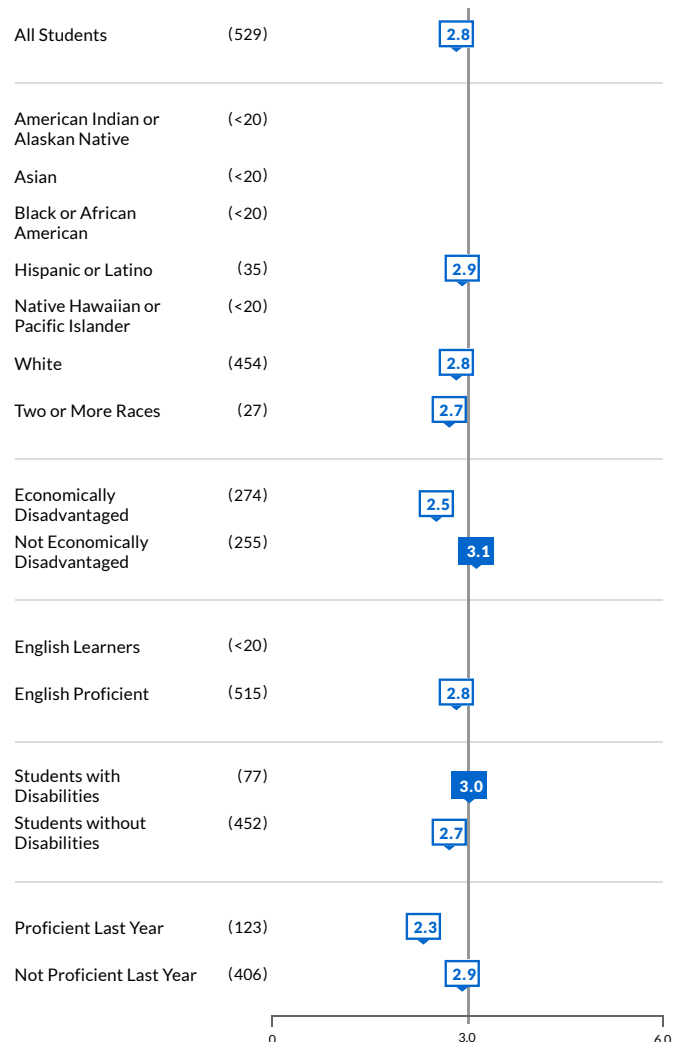 All Students (529) 2.8
American Indian or (<20)
Alaskan Native
Asian (<20)
Black or African (<20)
American
Hispanic or Latino (35) 2.9
Native Hawaiian or (<20)
Pacific Islander
White (454) 2.8
Two or More Races (27) 2.7
Economically (274) 2.5
Disadvantaged
Not Economically (255) 3.1
Disadvantaged
English Learners (<20)
English Proficient (515) 2.8
Students with (77) 3.0
Disabilities
Students without (452) 2.7
Disabilities
Proficient Last Year (123) 2.3
Not Proficient Last Year (406) 2.9
0 3.0 6.0